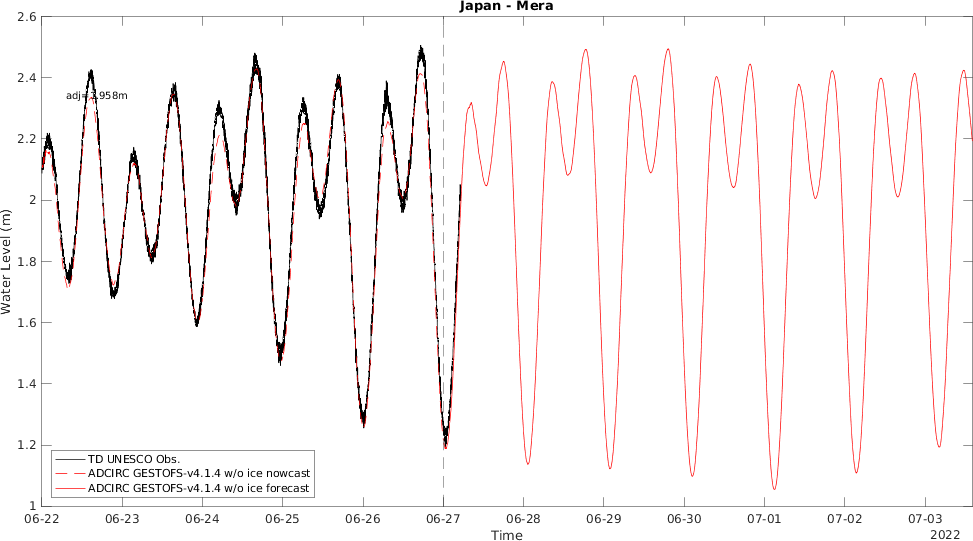 Japan - Mera
2.6
2.4
2.2
2
1.8
1.6
1.4
1.2
1
Water Level (m)
TD UNESCO Obs.
ADCIRC GESTOFS-v4.1.4 w/o ice nowcast
ADCIRC GESTOFS-v4.1.4 w/o ice forecast
06-22 06-23 06-24 06-25 06-26 06-27 06-28 06-29 06-30 07-01 07-02 07-03
Time
2022